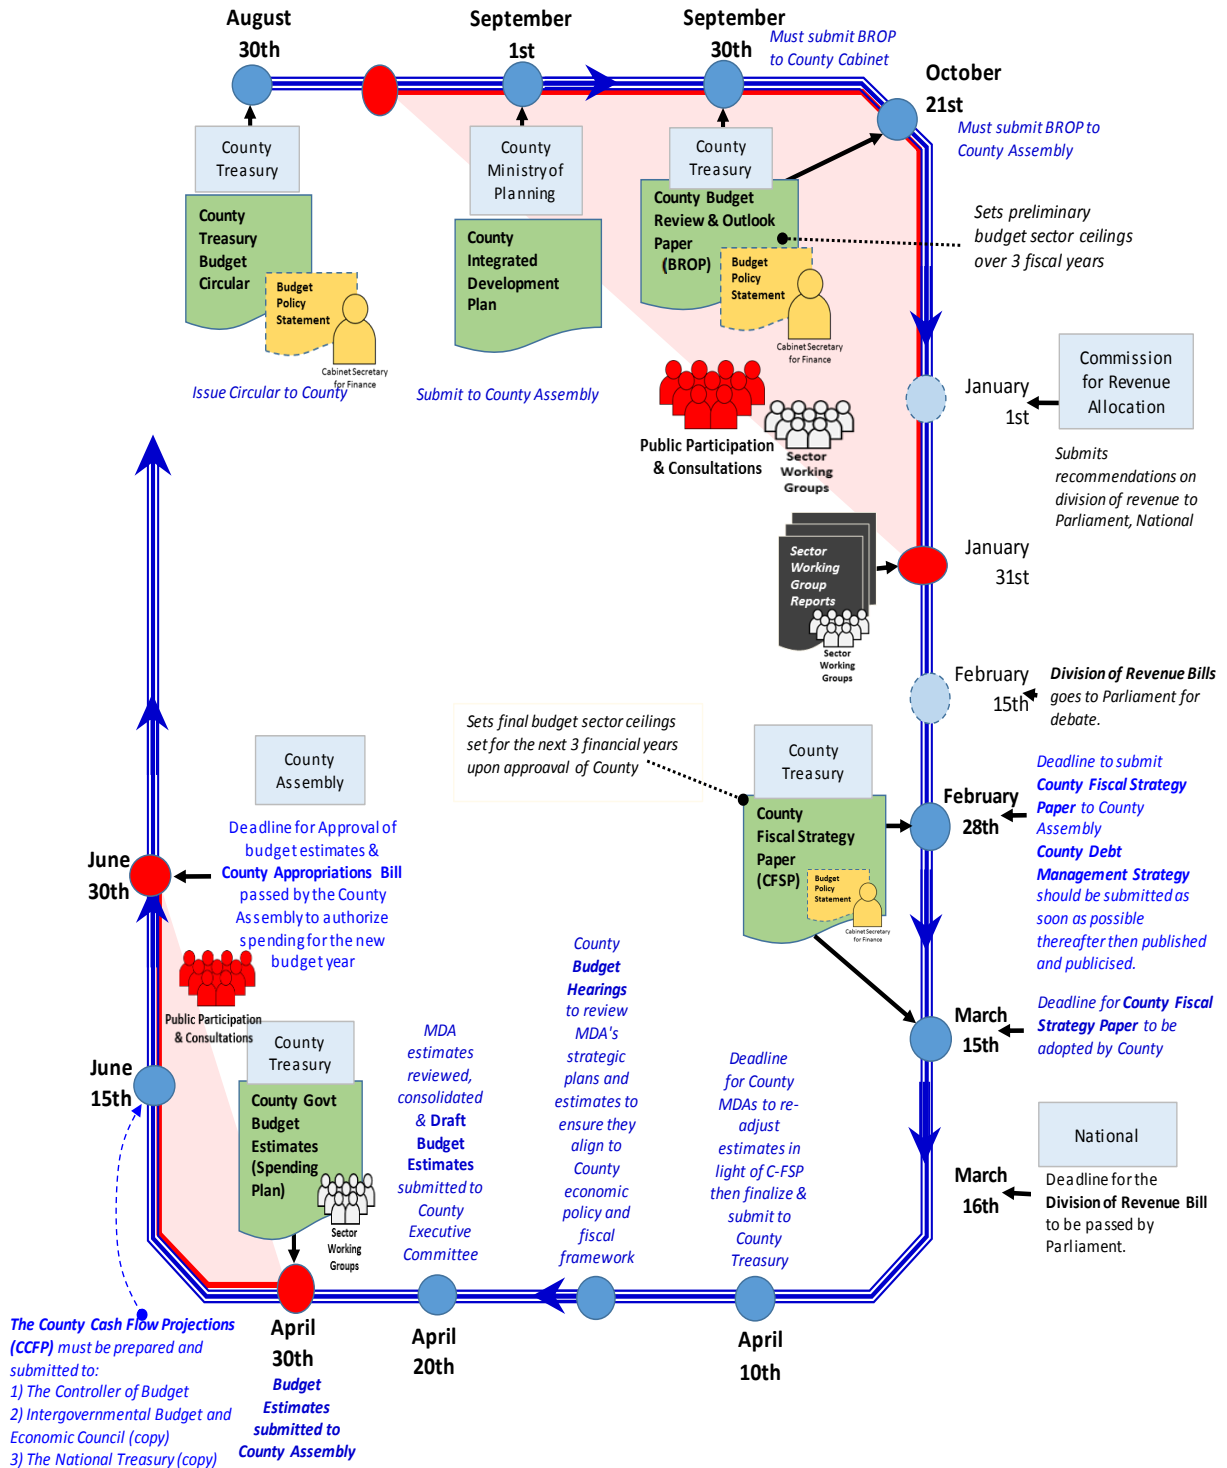 August
30th
September
1st
September
30th
Must submit BROP
to County Cabinet
October
21st
Must submit BROP to
County Assembly
County
Treasury
County
Treasury
Budget
Circular
Budget
Policy
Statement
Cabinet Secretary
for Finance
Issue Circular to County
County
Ministry of
Planning
County
Integrated
Development
Plan
Submit to County Assembly
County
Treasury
County Budget
Review & Outlook
Paper
(BROP)
Budget
Policy
Statement
Cabinet Secretary
for Finance
Sets preliminary
budget sector ceilings
over 3 fiscal years
Public Participation
& Consultations
Sector
Working
Groups
January
1st
Commission
for Revenue
Allocation
Submits
recommendations on
division of revenue to
Parliament, National
Sector
Working
Group
Reports
Sector
Working
Groups
January
31st
February
15th
Division of Revenue Bills
goes to Parliament for
debate.
Sets final budget sector ceilings
set for the next 3 financial years
upon approaval of County
County
Treasury
County
Fiscal Strategy
Paper
(CFSP)
Budget
Policy
Statement
Cabinet Secretary
for Finance
February
28th
Deadline to submit
County Fiscal Strategy
Paper to County
Assembly
County Debt
Management Strategy
should be submitted as
soon as possible
thereafter then published
and publicised.
March
15th
Deadline for County Fiscal
Strategy Paper to be
adopted by County
March
16th
National
Deadline for the
Division of Revenue Bill
to be passed by
Parliament.
Deadline
for County
MDAs to re-
adjust
estimates in
light of C-FSP
then finalize &
submit to
County
Treasury
April
10th
County
Budget
Hearings
to review
MDA's
strategic
plans and
estimates to
ensure they
align to
County
economic
policy and
fiscal
framework
MDA
estimates
reviewed,
consolidated
& Draft
Budget
Estimates
submitted to
County
Executive
Committee
April
20th
County
Treasury
County Govt
Budget
Estimates
(Spending
Plan)
Sector
Working
Groups
April
30th
Budget
Estimates
submitted to
County Assembly
June
15th
The County Cash Flow Projections
(CCFP) must be prepared and
submitted to:
1) The Controller of Budget
2) Intergovernmental Budget and
Economic Council (copy)
3) The National Treasury (copy)
Public Participation
& Consultations
June
30th
County
Assembly
Deadline for Approval of
budget estimates &
County Appropriations Bill
passed by the County
Assembly to authorize
spending for the new
budget year